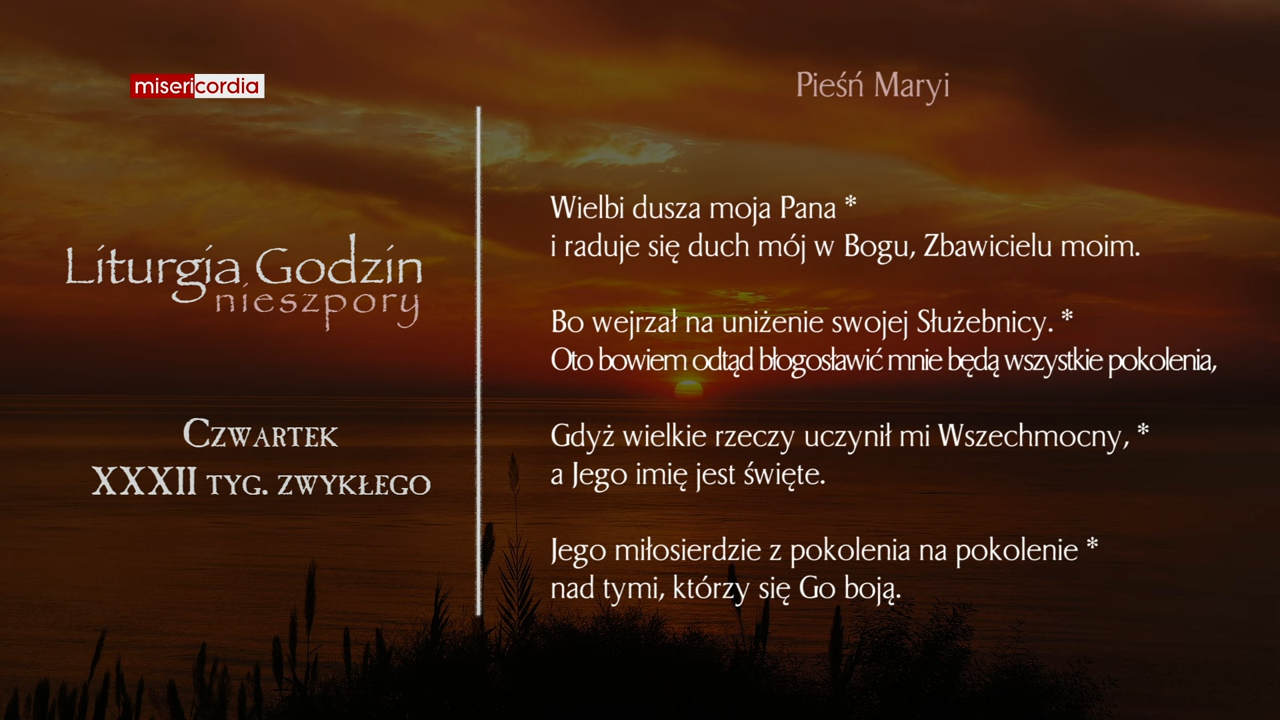 misericordia
Liturgia Godzin
nieszpory
Czwartek
XXXII tyg. zwykłego
Pieśń Maryi
Wielbi dusza moja Pana *
i raduje się duch mój w Bogu, Zbawicielu moim.
Bo wejrzał na uniżenie swojej Służebnicy. *
Oto bowiem odtąd błogosławić mnie będą wszystkie pokolenia,
Gdyż wielkie rzeczy uczynił mi Wszechmocny, *
a Jego imię jest święte.
Jego miłosierdzie z pokolenia na pokolenie *
nad tymi, którzy się Go boją.